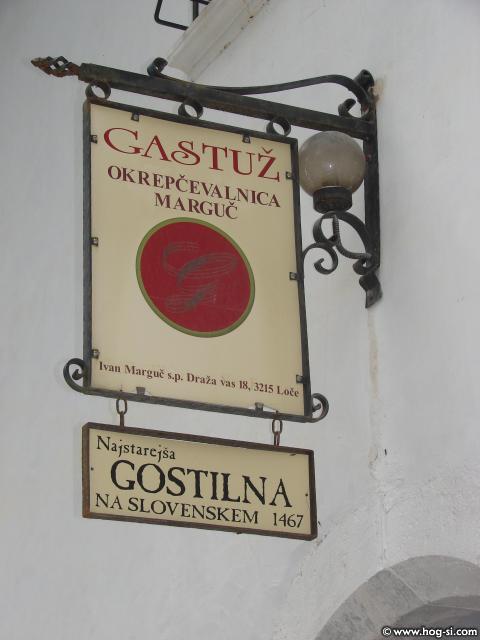 GASTUŽ
OKREPČEVALNICA
MARGUČ
G
Ivan Marguč s.p. Draža vas 18, 3215 Loče
Najstarejša
GOSTILNA
NA SLOVENSKEM 1467
© www.hog-si.com